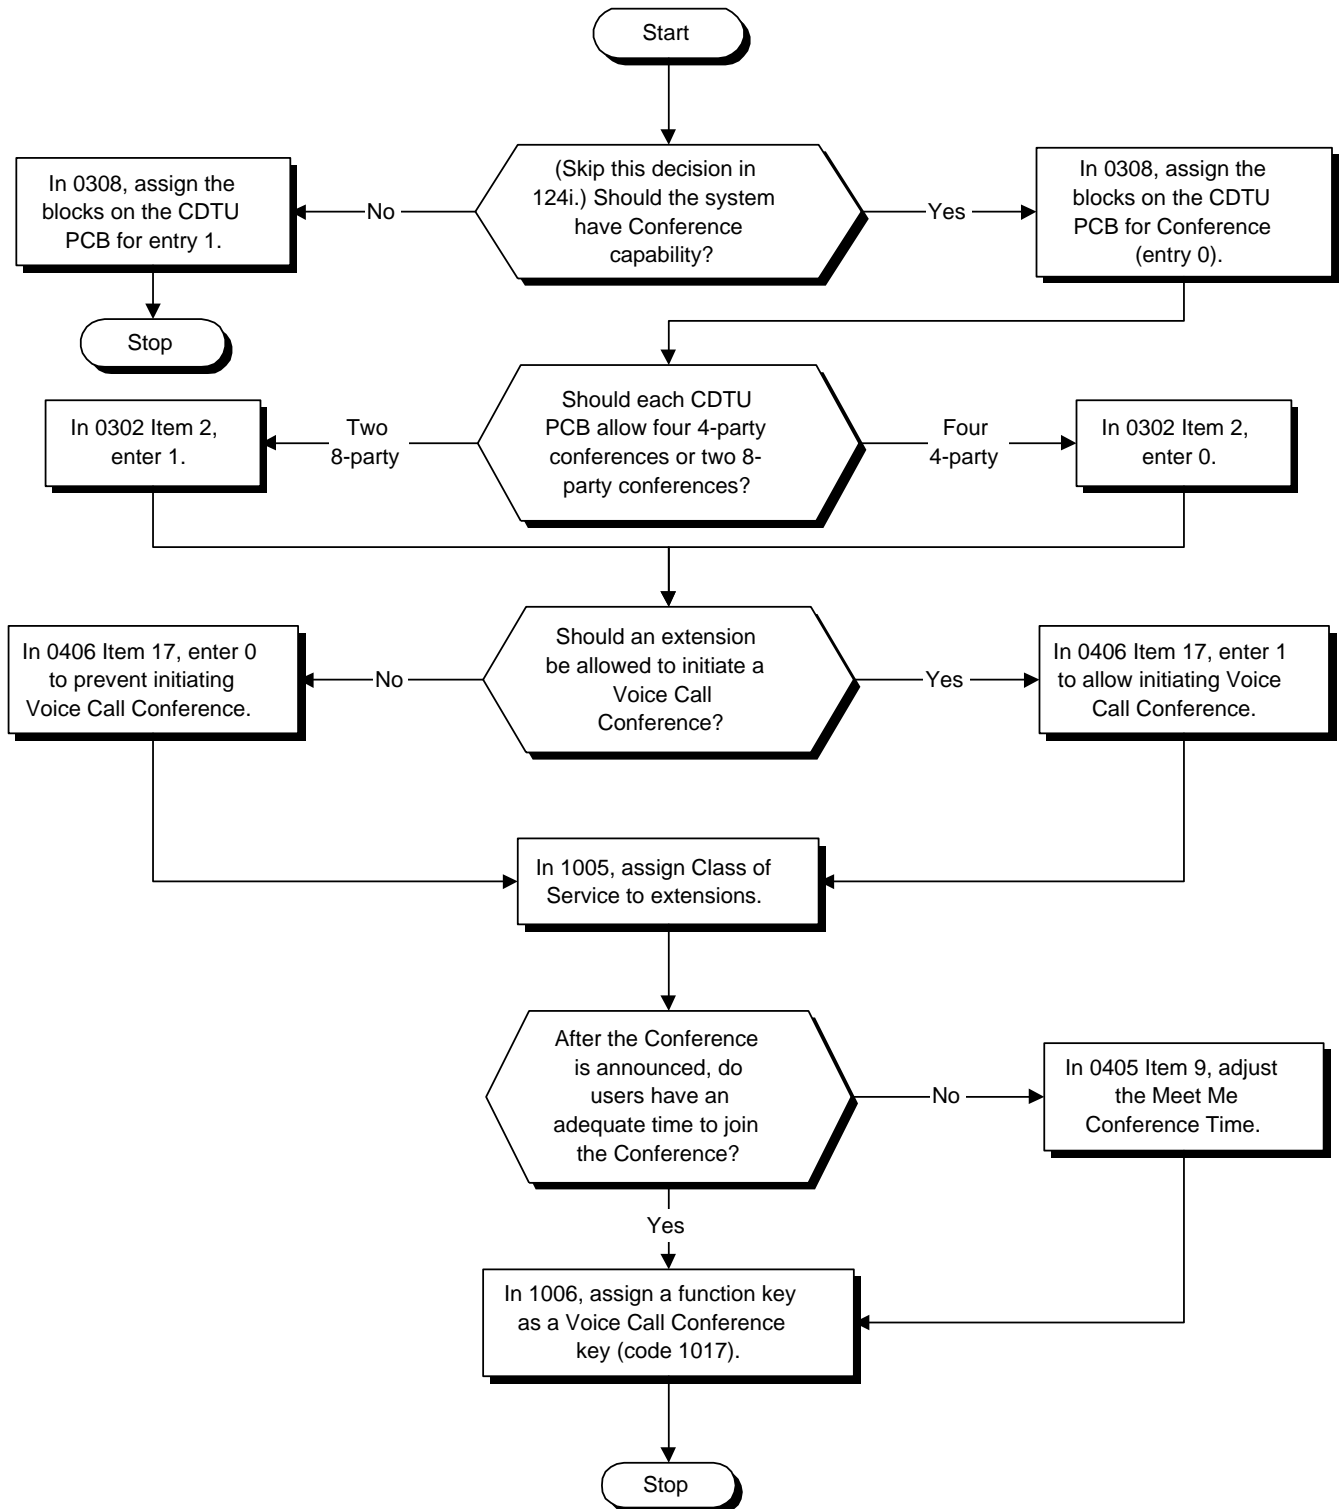 Start
(Skip this decision in
124i.) Should the system
have Conference
capability?
No
Yes
In 0308, assign the
blocks on the CDTU
PCB for entry 1.
In 0308, assign the
blocks on the CDTU
PCB for Conference
(entry 0).
Stop
Should each CDTU
PCB allow four 4-party
conferences or two 8-
party conferences?
Two
8-party
Four
4-party
In 0302 Item 2,
enter 1.
In 0302 Item 2,
enter 0.
Should an extension
be allowed to initiate a
Voice Call
Conference?
No
Yes
In 0406 Item 17, enter 0
to prevent initiating
Voice Call Conference.
In 0406 Item 17, enter 1
to allow initiating Voice
Call Conference.
In 1005, assign Class of
Service to extensions.
After the Conference
is announced, do
users have an
adequate time to join
the Conference?
No
In 0405 Item 9, adjust
the Meet Me
Conference Time.
Yes
In 1006, assign a function key
as a Voice Call Conference
key (code 1017).
Stop